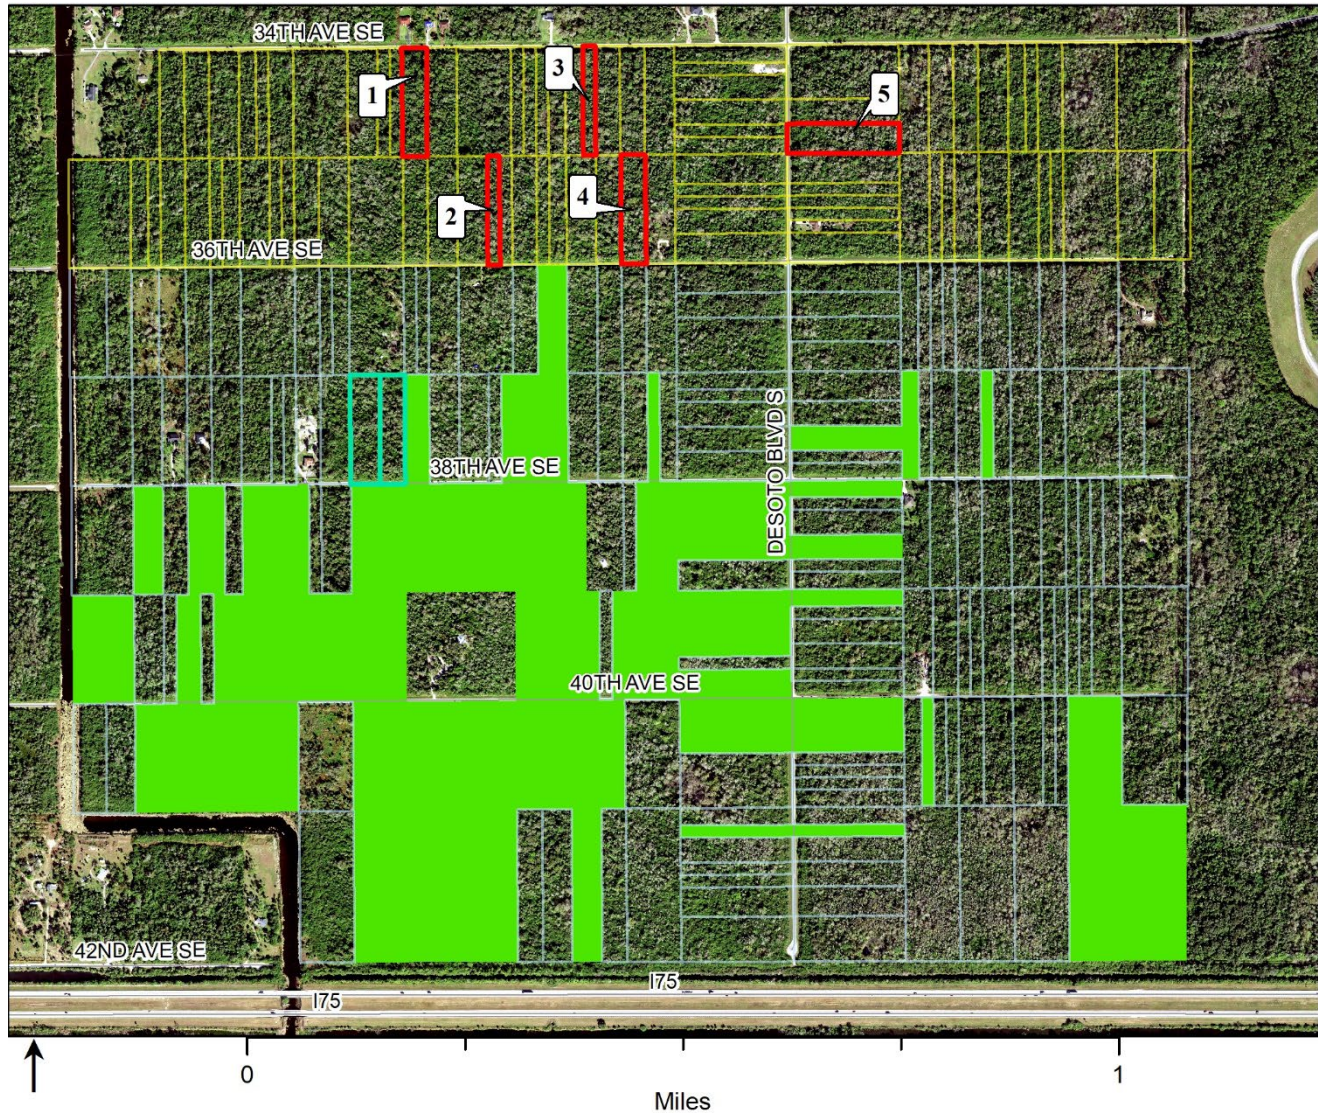 34TH AVE SE
1
3
5
2
4
36TH AVE SE
38TH AVE SE
DESOTO BLVD S
40TH AVE SE
42ND AVE SE
I75
I75
0
1
Miles